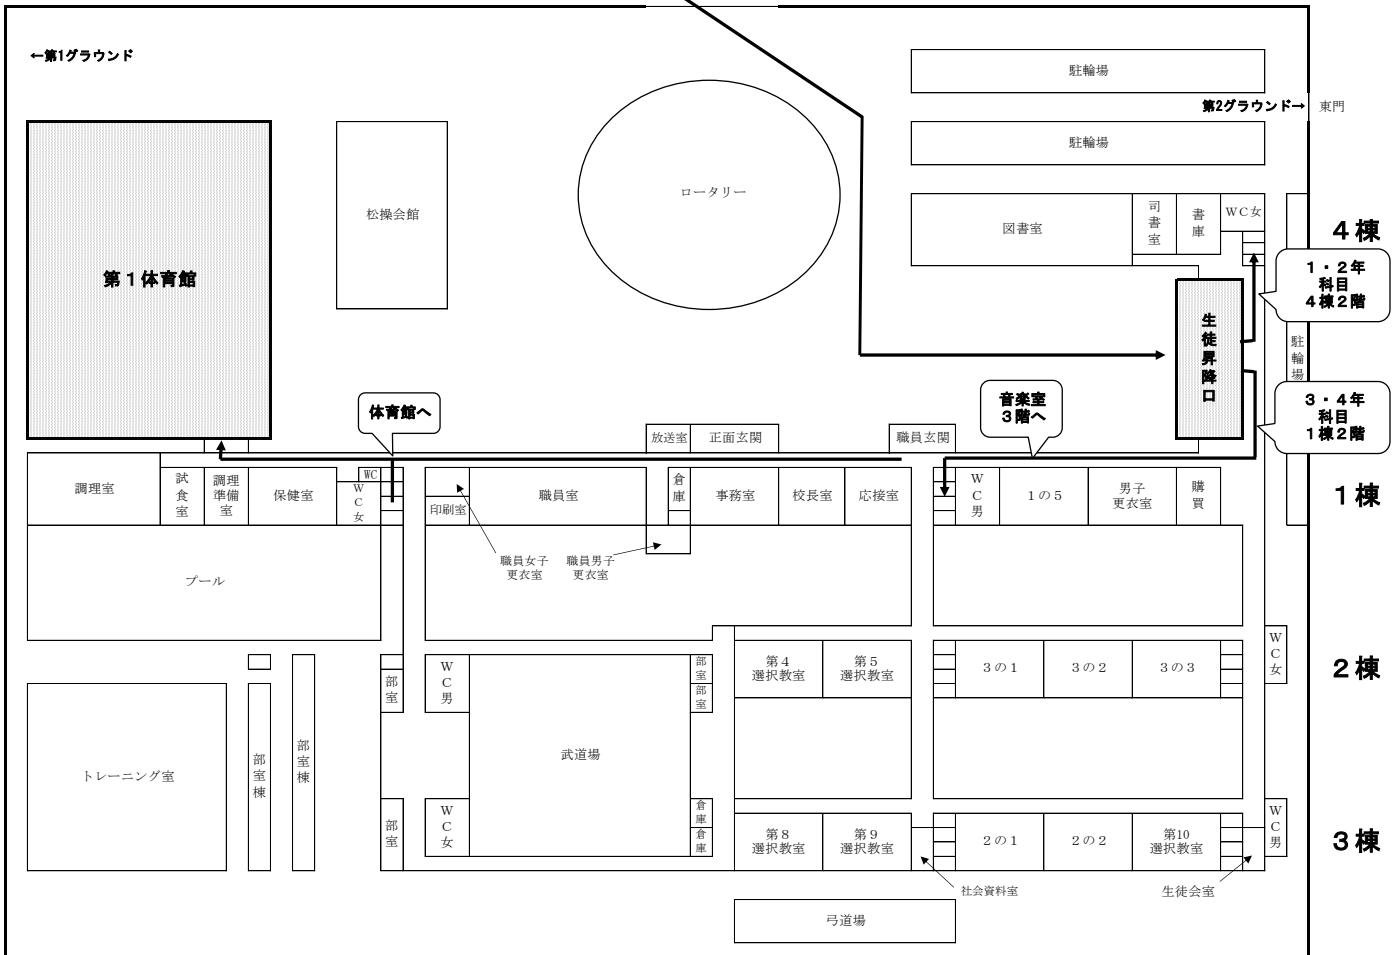 ←第1グラウンド
駐輪場
第2グラウンド→
東門
駐輪場
松操会館
ロータリー
図書室
司書室
書庫
WC女
4棟
第1体育館
1・2年
科目
4棟2階
生徒昇降口
駐輪場
体育館へ
音楽室
3階へ
3・4年
科目
1棟2階
放送室
正面玄関
職員玄関
調理室
試食室
調理
準備
室
保健室
WC
WC女
印刷室
職員室
倉庫
事務室
校長室
応接室
WC男
1の5
男子
更衣室
購買
1棟
職員女子
更衣室
職員男子
更衣室
プール
部室
WC男
部室
部室
第4
選択教室
第5
選択教室
3の1
3の2
3の3
WC女
2棟
トレーニング室
部室棟
部室棟
武道場
部室
WC女
倉庫
倉庫
第8
選択教室
第9
選択教室
2の1
2の2
第10
選択教室
WC男
3棟
社会資料室
生徒会室
弓道場